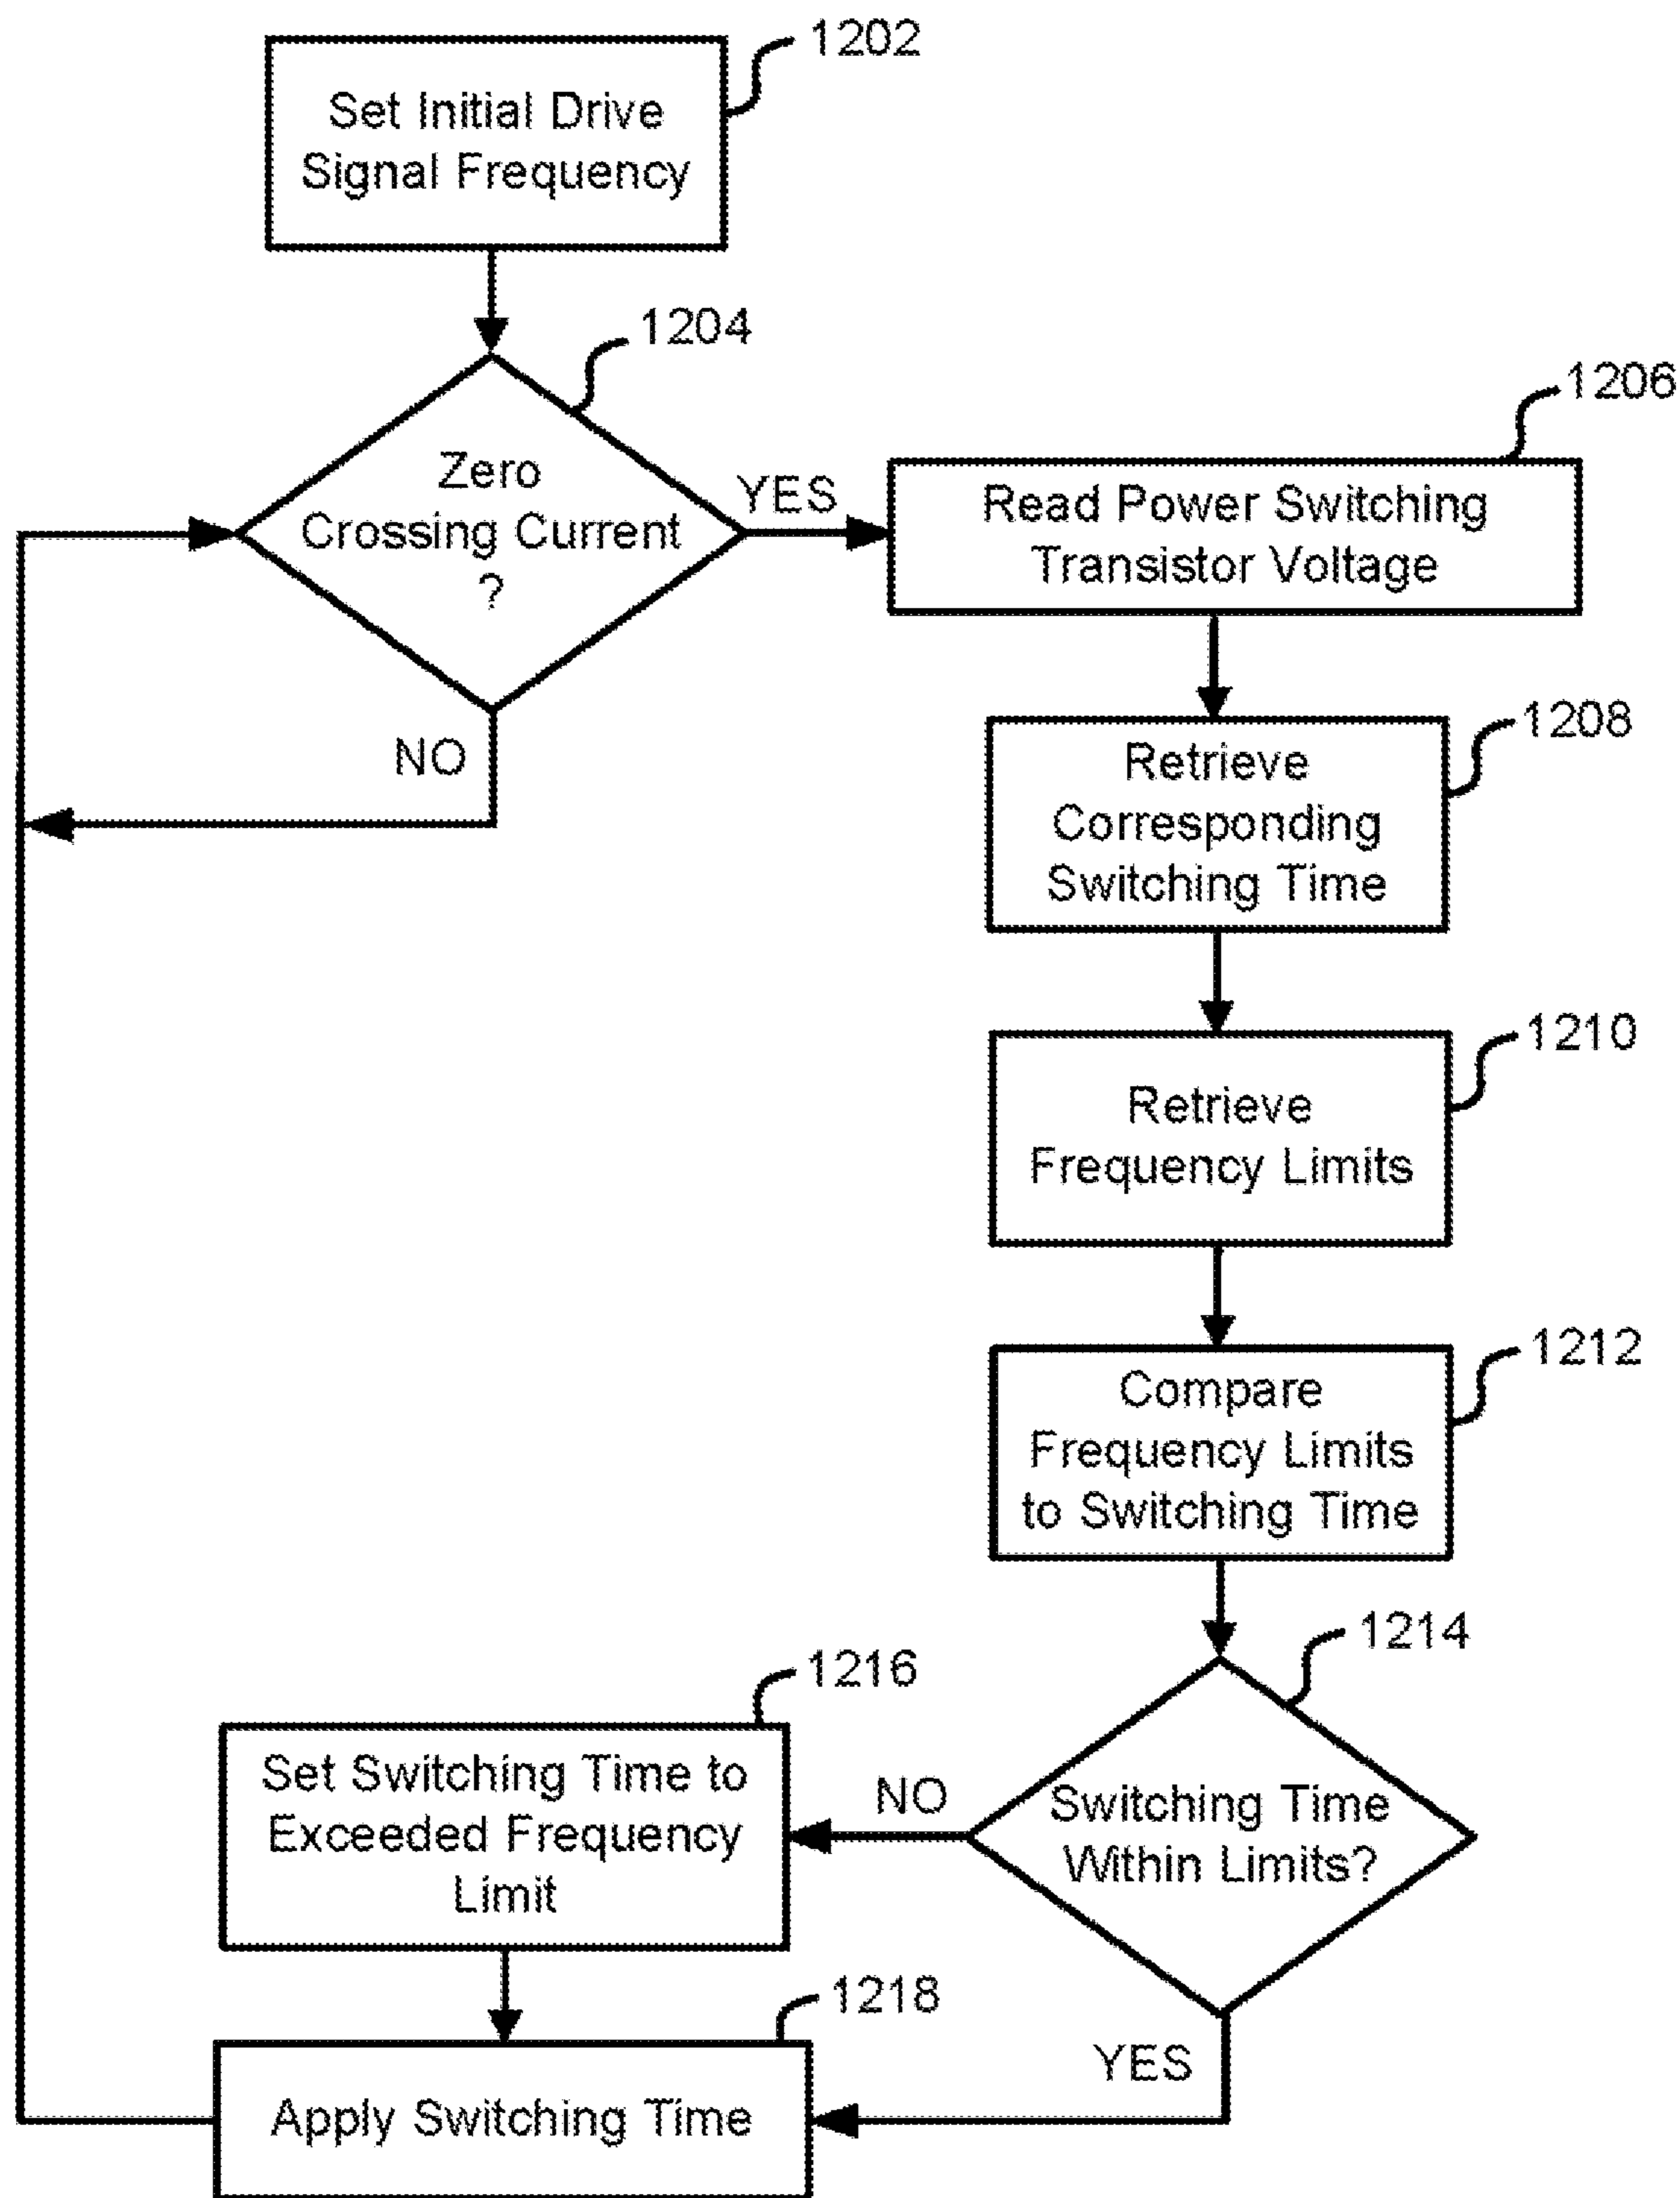 1202
Set Initial Drive
Signal Frequency
1204
Zero
Crossing Current
?
YES
NO
1206
Read Power Switching
Transistor Voltage
1208
Retrieve
Corresponding
Switching Time
1210
Retrieve
Frequency Limits
1212
Compare
Frequency Limits
to Switching Time
1214
Switching Time
Within Limits?
NO
YES
1216
Set Switching Time to
Exceeded Frequency
Limit
1218
Apply Switching Time